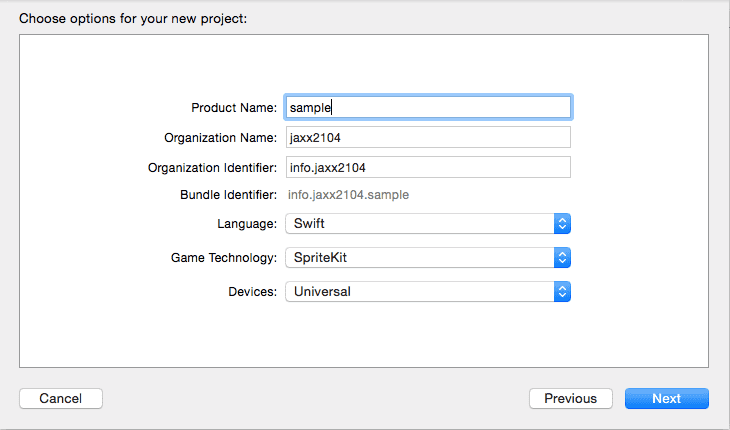 Choose options for your new project:
Product Name: sample
Organization Name: jaxx2104
Organization Identifier: info.jaxx2104
Bundle Identifier: info.jaxx2104.sample
Language: Swift
Game Technology: SpriteKit
Devices: Universal
Cancel Previous Next